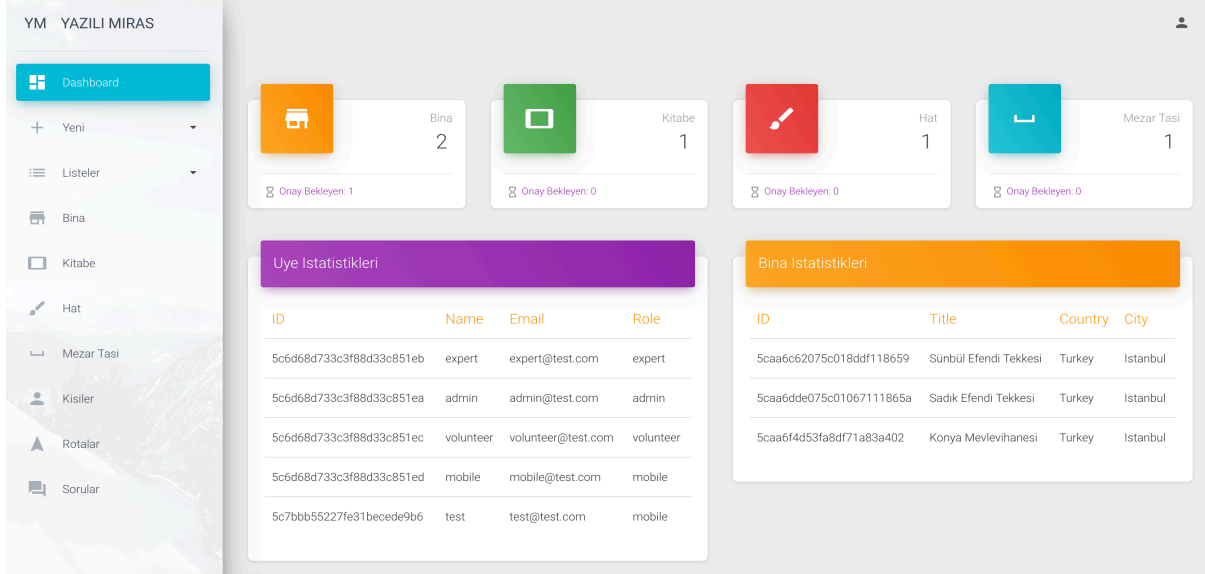 YM YAZILI MIRAS
Dashboard
Yeni
Listeler
Bina
Kitabe
Hat
Mezar Tasi
Kisiler
Rotalar
Sorular
Bina
2
Onay Bekleyen: 1
Kitabe
1
Onay Bekleyen: 0
Hat
1
Onay Bekleyen: 0
Mezar Tasi
1
Onay Bekleyen: 0
Uye Istatistikleri
ID Name Email Role
5c6d68d733c3f88d33c851eb expert expert@test.com expert
5c6d68d733c3f88d33c851ea admin admin@test.com admin
5c6d68d733c3f88d33c851ec volunteer volunteer@test.com volunteer
5c6d68d733c3f88d33c851ed mobile mobile@test.com mobile
5c7bbb55227fe31becede9b6 test test@test.com mobile
Bina Istatistikleri
ID Title Country City
5caa6c62075c018ddf118659 Sünbül Efendi Tekkesi Turkey Istanbul
5caa6dde075c01067111865a Sadık Efendi Tekkesi Turkey Istanbul
5caa6f4d53fa8df71a83a402 Konya Mevlevihanesi Turkey Istanbul